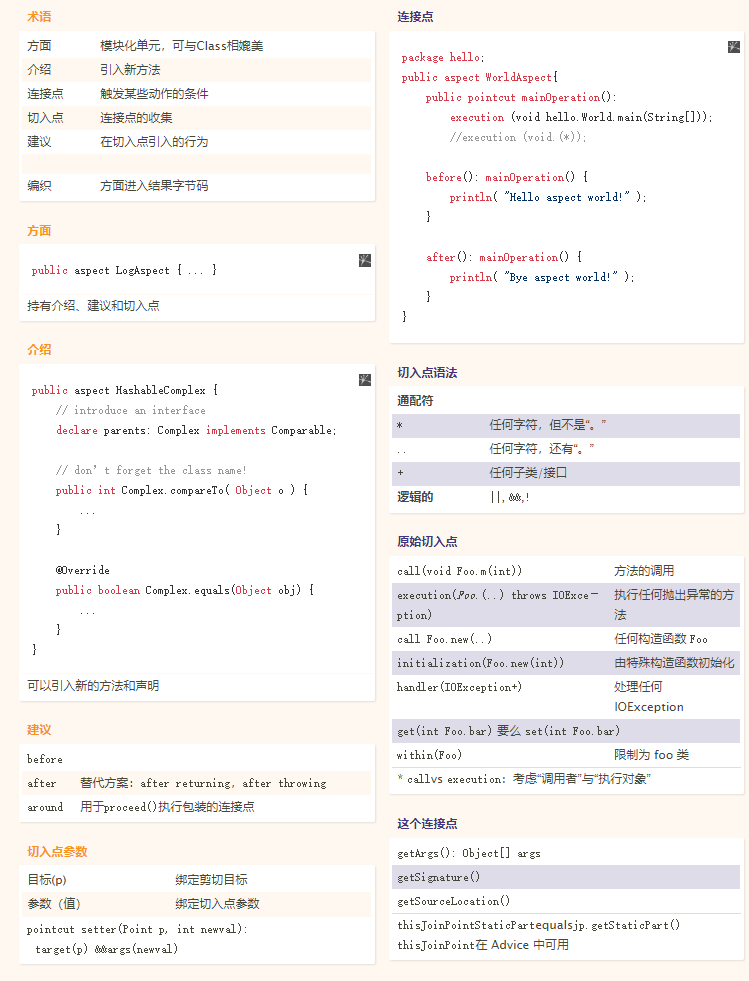 术语
方面 模块化单元，可与Class相媲美
介绍 引入新方法
连接点 触发某些动作的条件
切入点 连接点的收集
建议 在切入点引入的行为
编织 方面进入结果字节码
方面
public aspect LogAspect { ... }
持有介绍、建议和切入点
介绍
public aspect HashableComplex {
// introduce an interface
declare parents: Complex implements Comparable;
// don’t forget the class name!
public int Complex.compareTo( Object o ) {
...
}
@Override
public boolean Complex.equals(Object obj) {
...
}
}
可以引入新的方法和声明
建议
before
after 替代方案：after returning，after throwing
around 用于proceed()执行包装的连接点
切入点参数
目标(p) 绑定剪切目标
参数（值） 绑定切入点参数
pointcut setter(Point p, int newval):
target(p) &&args(newval)
连接点
package hello;
public aspect WorldAspect{
public pointcut mainOperation():
execution (void hello.World.main(String[]));
//execution (void.(*));
before(): mainOperation() {
println( "Hello aspect world!" );
}
after(): mainOperation() {
println( "Bye aspect world!" );
}
}
切入点语法
通配符
* 任何字符，但不是“。”
.. 任何字符，还有“。”
+ 任何子类/接口
逻辑的 ||, &&,!
原始切入点
call(void Foo.m(int)) 方法的调用
execution(Foo.(..) throws IOExce- 执行任何抛出异常的方
ption) 法
call Foo.new(..) 任何构造函数 Foo
initialization(Foo.new(int)) 由特殊构造函数初始化
handler(IOException+) 处理任何
IOException
get(int Foo.bar) 要么 set(int Foo.bar)
within(Foo) 限制为 foo 类
* callvs execution：考虑“调用者”与“执行对象”
这个连接点
getArgs(): Object[] args
getSignature()
getSourceLocation()
thisJoinPointStaticPartequalsjp.getStaticPart()
thisJoinPoint在 Advice 中可用